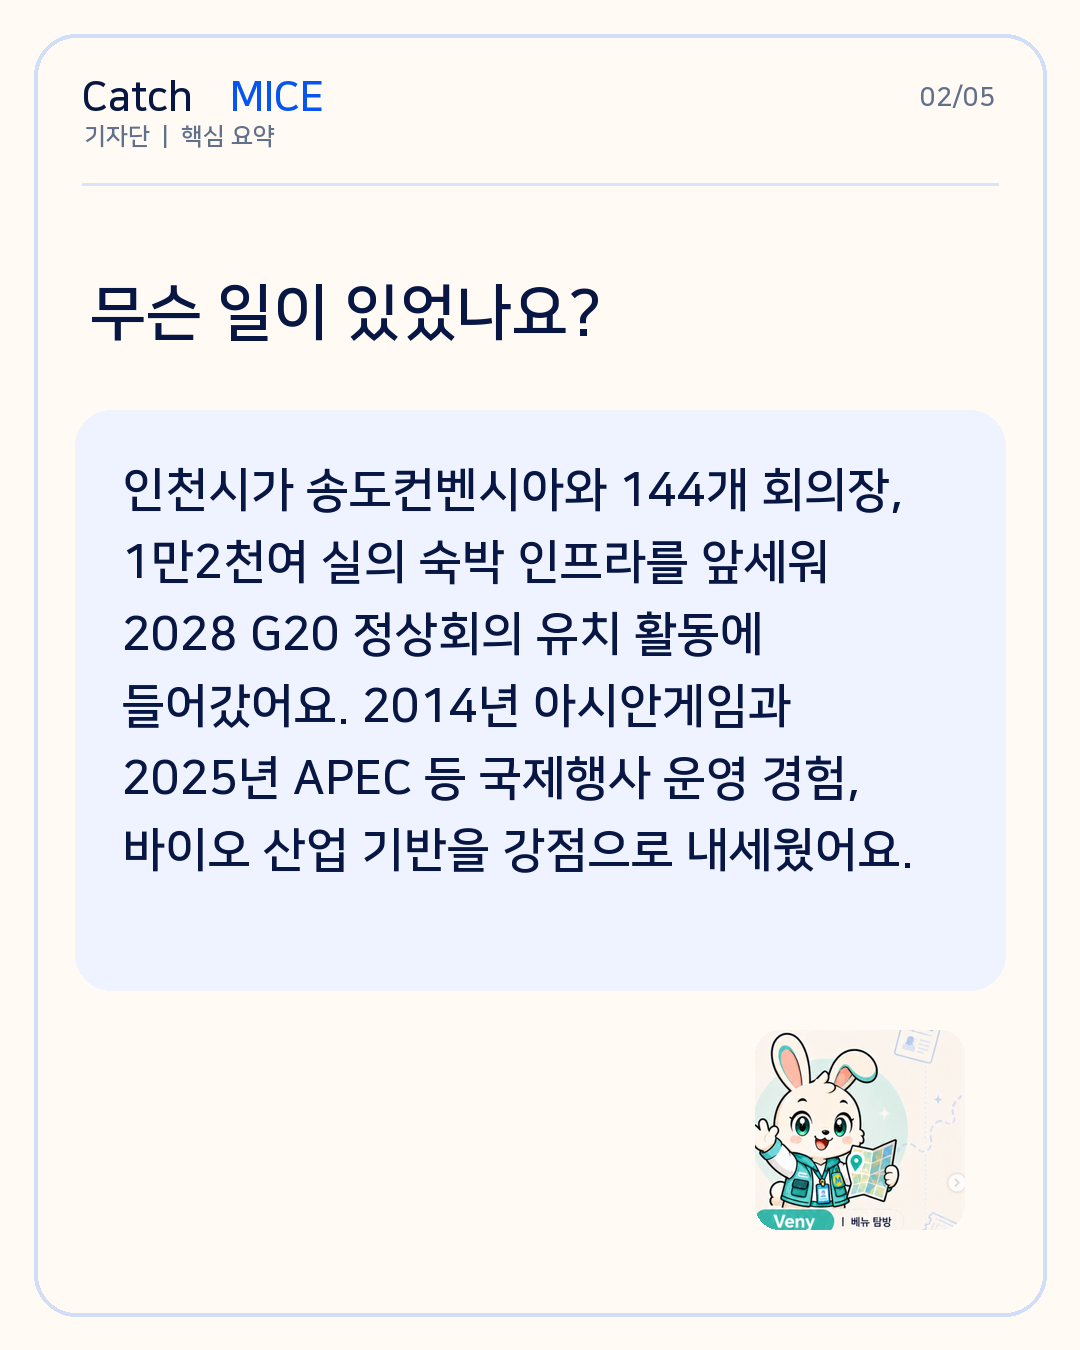 Catch MICE
02/05
기자단 | 핵심 요약
무슨 일이 있었나요?
인천시가 송도컨벤시아와 144개 회의장,
1만2천여 실의 숙박 인프라를 앞세워
2028 G20 정상회의 유치 활동에
들어갔어요. 2014년 아시안게임과
2025년 APEC 등 국제행사 운영 경험,
바이오 산업 기반을 강점으로 내세웠어요.
M
Veny | 베뉴 탐방